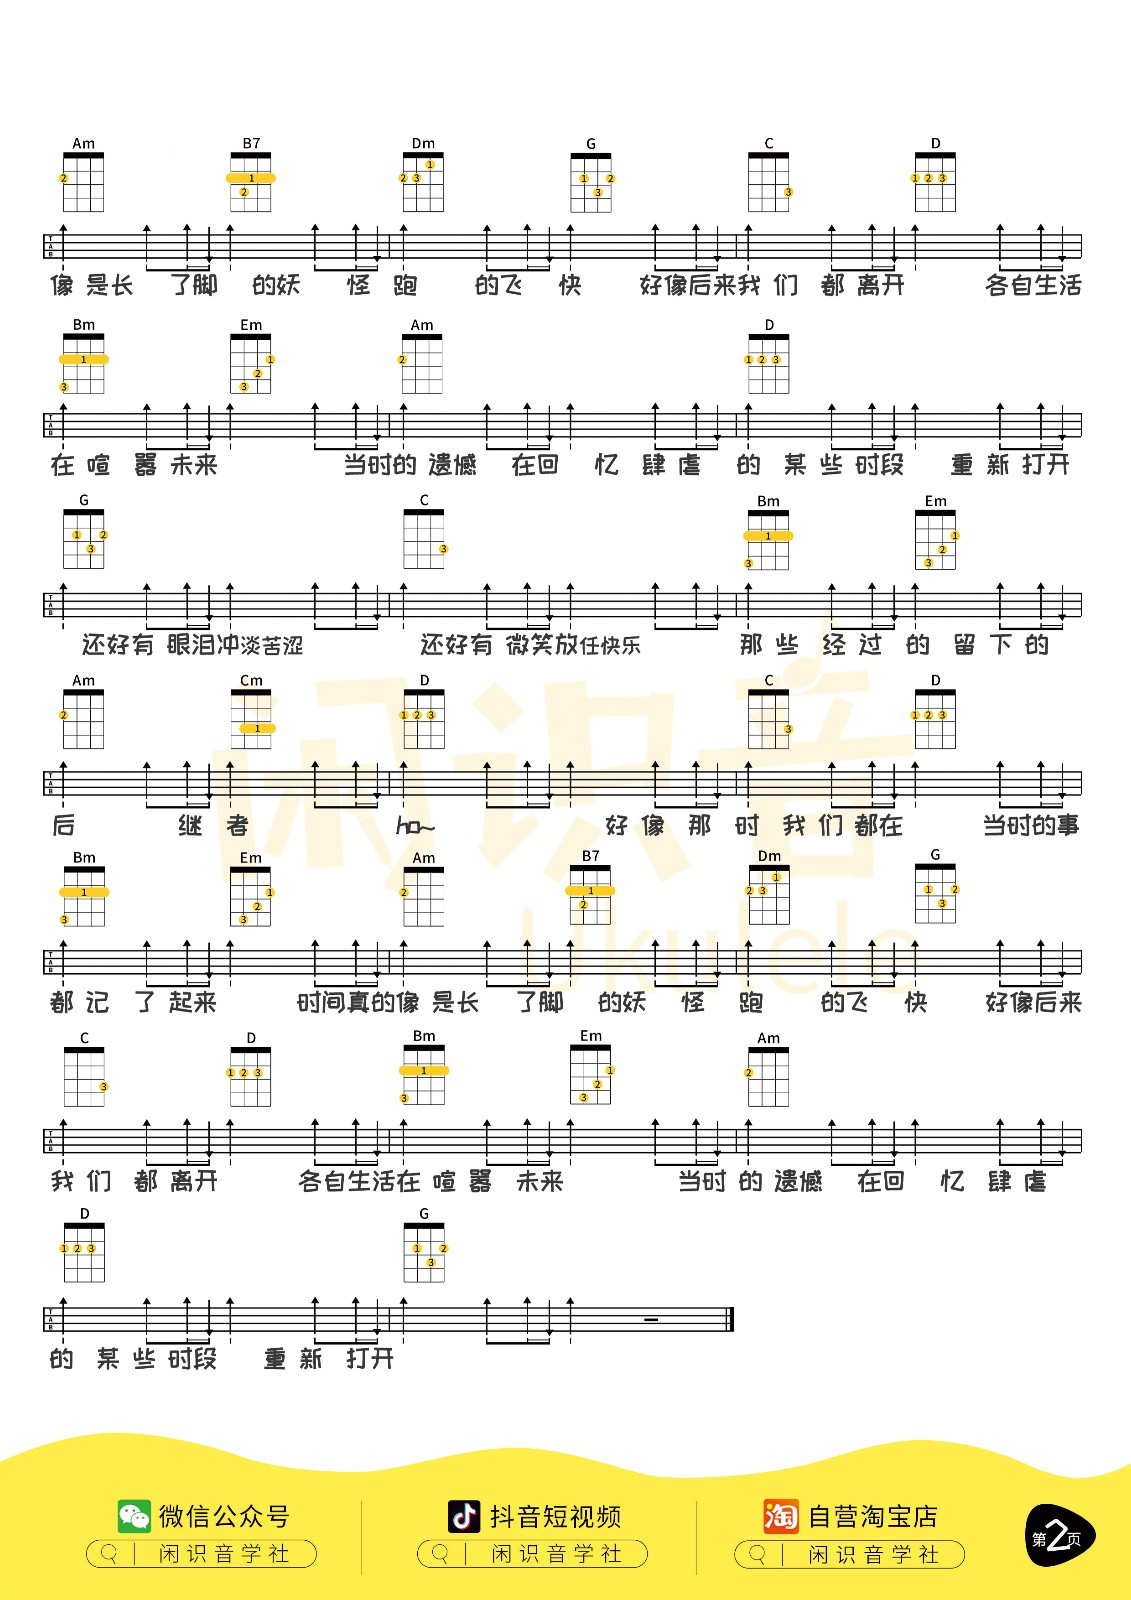 Am B7 Dm G C D
像是长 了脚 的妖 怪 跑 的飞 快 好像后来我们 都离开 各自生活
Bm Em Am D
在喧嚣未来 当时的遗憾 在回 忆肆虐 的某些时段 重新打开
G C Bm Em
还好有眼泪冲淡苦涩 还好有微笑放任快乐 那些经过的留下的
Am Cm D C D
后 继者 ho~ 好像那时我们都在 当时的事
Bm Em Am B7 Dm G
都记了起来 时间真的像是长 了脚 的妖 怪 跑 的飞 快 好像后来
C D Bm Em Am
我们 都离开 各自生活在喧嚣 未来 当时的遗憾 在回 忆 肆虐
D G
的某些时段 重新 打开
闲识音
Ukulele
微信公众号 抖音短视频 淘 自营淘宝店
闲识音学社 闲识音学社 闲识音学社
第2页